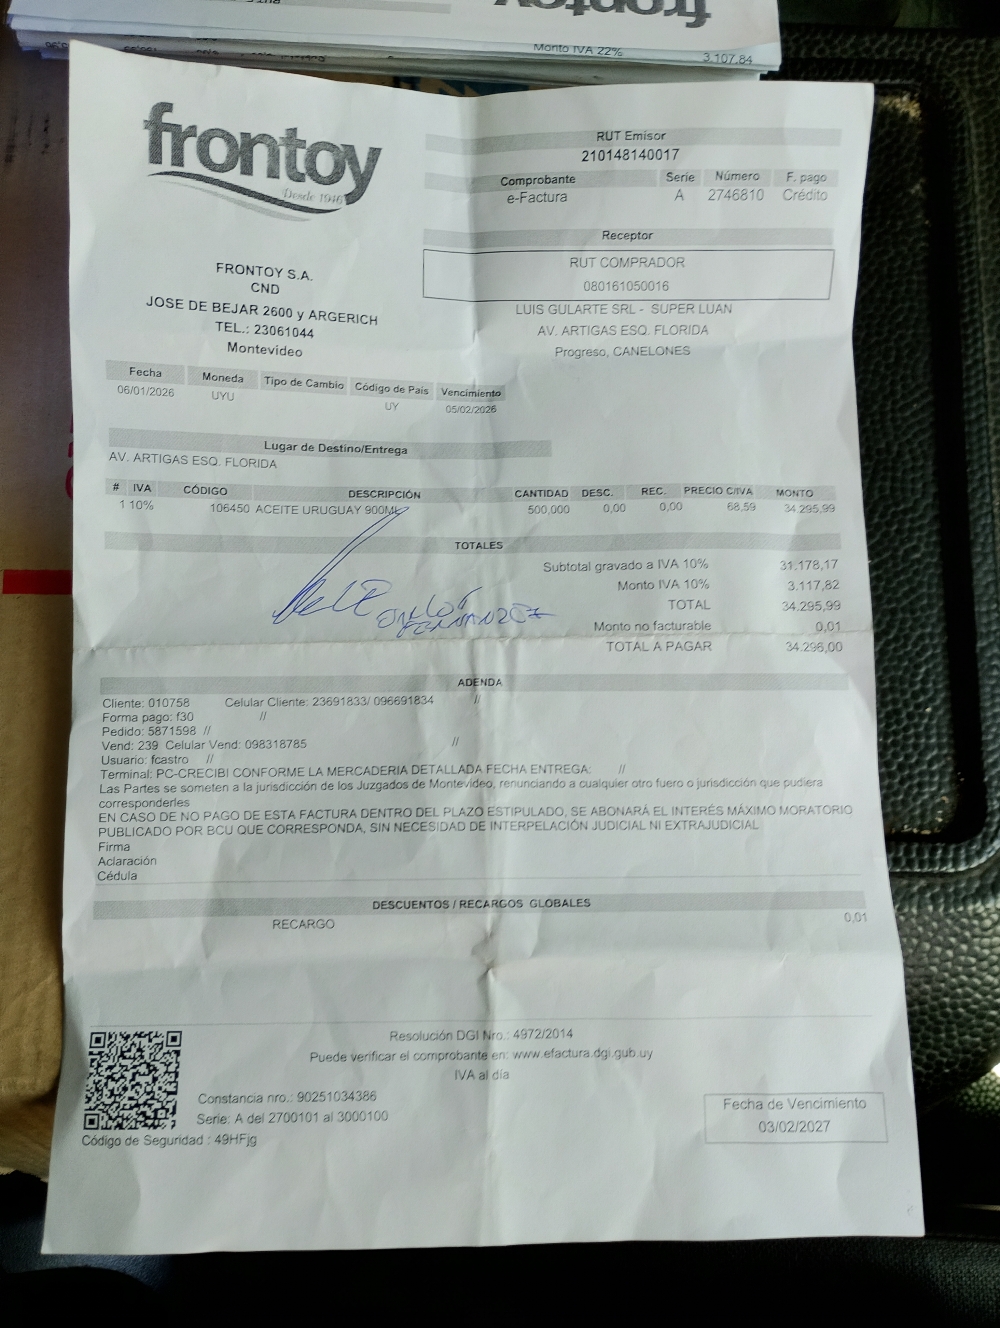 frontoy
Monto IVA 22% 3.107,84
frontoy
Desde 1946
RUT Emisor
210148140017
Comprobante Serie Número F. pago
e-Factura A 2746810 Crédito
Receptor
RUT COMPRADOR
080161050016
LUIS GULARTE SRL - SUPER LUAN
AV. ARTIGAS ESQ. FLORIDA
Progreso, CANELONES
FRONTOY S.A.
CND
JOSE DE BEJAR 2600 y ARGERICH
TEL.: 23061044
Montevideo
Fecha Moneda Tipo de Cambio Código de País Vencimiento
06/01/2026 UYU UY 05/02/2026
Lugar de Destino/Entrega
AV. ARTIGAS ESQ. FLORIDA
# IVA CÓDIGO DESCRIPCIÓN CANTIDAD DESC. REC. PRECIO C/IVA MONTO
1 10% 106450 ACEITE URUGUAY 900ML 500,000 0,00 0,00 68,59 34.295,99
TOTALES
Subtotal gravado a IVA 10% 31.178,17
Monto IVA 10% 3.117,82
TOTAL 34.295,99
Monto no facturable 0,01
TOTAL A PAGAR 34.296,00
ADENDA
Cliente: 010758 Celular Cliente: 23691833/ 096691834 //
Forma pago: f30 //
Pedido: 5871598 //
Vend: 239 Celular Vend: 098318785 //
Usuario: fcastro //
Terminal: PC-CRECIBI CONFORME LA MERCADERIA DETALLADA FECHA ENTREGA: //
Las Partes se someten a la jurisdicción de los Juzgados de Montevideo, renunciando a cualquier otro fuero o jurisdicción que pudiera
corresponderles
EN CASO DE NO PAGO DE ESTA FACTURA DENTRO DEL PLAZO ESTIPULADO, SE ABONARÁ EL INTERÉS MÁXIMO MORATORIO
PUBLICADO POR BCU QUE CORRESPONDA, SIN NECESIDAD DE INTERPELACIÓN JUDICIAL NI EXTRAJUDICIAL
Firma
Aclaración
Cédula
DESCUENTOS / RECARGOS GLOBALES
RECARGO 0,01
Resolución DGI Nro.: 4972/2014
Puede verificar el comprobante en: www.efactura.dgi.gub.uy
IVA al día
Constancia nro.: 90251034386
Serie: A del 2700101 al 3000100
Código de Seguridad : 49HFjg
Fecha de Vencimiento
03/02/2027